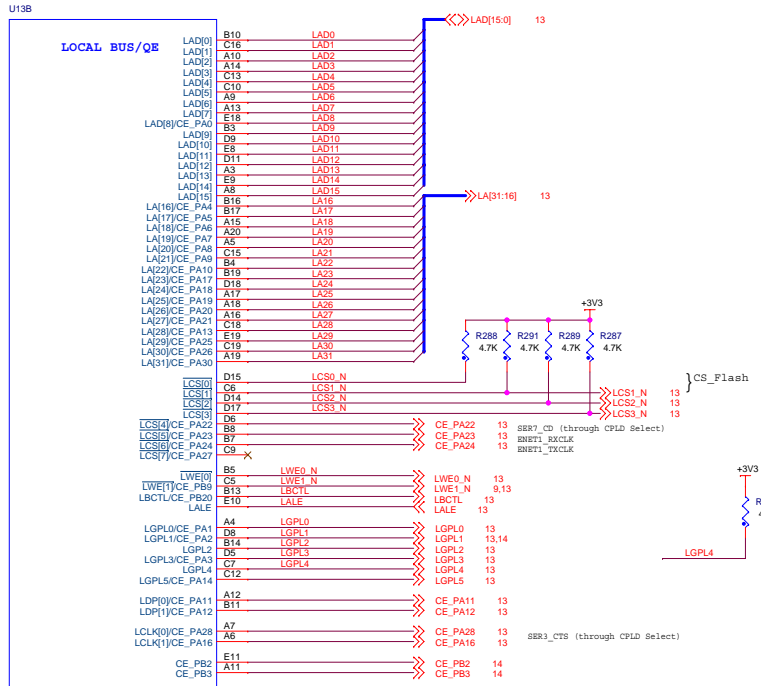 U13B
LOCAL BUS/QE
LAD[15:0] 13
LAD[0] B10 LAD0
LAD[1] C16 LAD1
LAD[2] A10 LAD2
LAD[3] A14 LAD3
LAD[4] C13 LAD4
LAD[5] C10 LAD5
LAD[6] A9 LAD6
LAD[7] A13 LAD7
LAD[8]/CE_PA0 E18 LAD8
LAD[9] B3 LAD9
LAD[10] D9 LAD10
LAD[11] E8 LAD11
LAD[12] D11 LAD12
LAD[13] A3 LAD13
LAD[14] E9 LAD14
LAD[15] A8 LAD15
LA[31:16] 13
LA[16]/CE_PA4 B16 LA16
LA[17]/CE_PA5 B17 LA17
LA[18]/CE_PA6 A15 LA18
LA[19]/CE_PA7 A20 LA19
LA[20]/CE_PA8 A5 LA20
LA[21]/CE_PA9 C15 LA21
LA[22]/CE_PA10 B4 LA22
LA[23]/CE_PA17 B19 LA23
LA[24]/CE_PA18 D18 LA24
LA[25]/CE_PA19 A17 LA25
LA[26]/CE_PA20 A18 LA26
LA[27]/CE_PA21 A16 LA27
LA[28]/CE_PA13 C18 LA28
LA[29]/CE_PA25 E19 LA29
LA[30]/CE_PA26 C19 LA30
LA[31]/CE_PA30 A19 LA31
+3V3
R288 R291 R289 R287
4.7K 4.7K 4.7K 4.7K
LCS[0] D15 LCS0_N
CS_Flash
LCS[1] C6 LCS1_N LCS1_N 13
LCS[2] D14 LCS2_N LCS2_N 13
LCS[3] D17 LCS3_N LCS3_N 13
LCS[4]/CE_PA22 D6 CE_PA22 13 SER7_CD (through CPLD Select)
LCS[5]/CE_PA23 B8 CE_PA23 13 ENET1_RXCLK
LCS[6]/CE_PA24 B7 CE_PA24 13 ENET1_TXCLK
LCS[7]/CE_PA27 C9
LWE[0] B5 LWE0_N LWE0_N 13
LWE[1]/CE_PB9 C5 LWE1_N LWE1_N 9,13
LBCTL/CE_PB20 B13 LBCTL LBCTL 13
LALE E10 LALE LALE 13
+3V3
R
LGPL4
LGPL0/CE_PA1 A4 LGPL0 LGPL0 13
LGPL1/CE_PA2 D8 LGPL1 LGPL1 13,14
LGPL2 B14 LGPL2 LGPL2 13
LGPL3/CE_PA3 D5 LGPL3 LGPL3 13
LGPL4 C7 LGPL4 LGPL4 13
LGPL5/CE_PA14 C12 LGPL5 13
LDP[0]/CE_PA11 A12 CE_PA11 13
LDP[1]/CE_PA12 B11 CE_PA12 13
LCLK[0]/CE_PA28 A7 CE_PA28 13 SER3_CTS (through CPLD Select)
LCLK[1]/CE_PA16 A6 CE_PA16 13
CE_PB2 E11 CE_PB2 14
CE_PB3 A11 CE_PB3 14